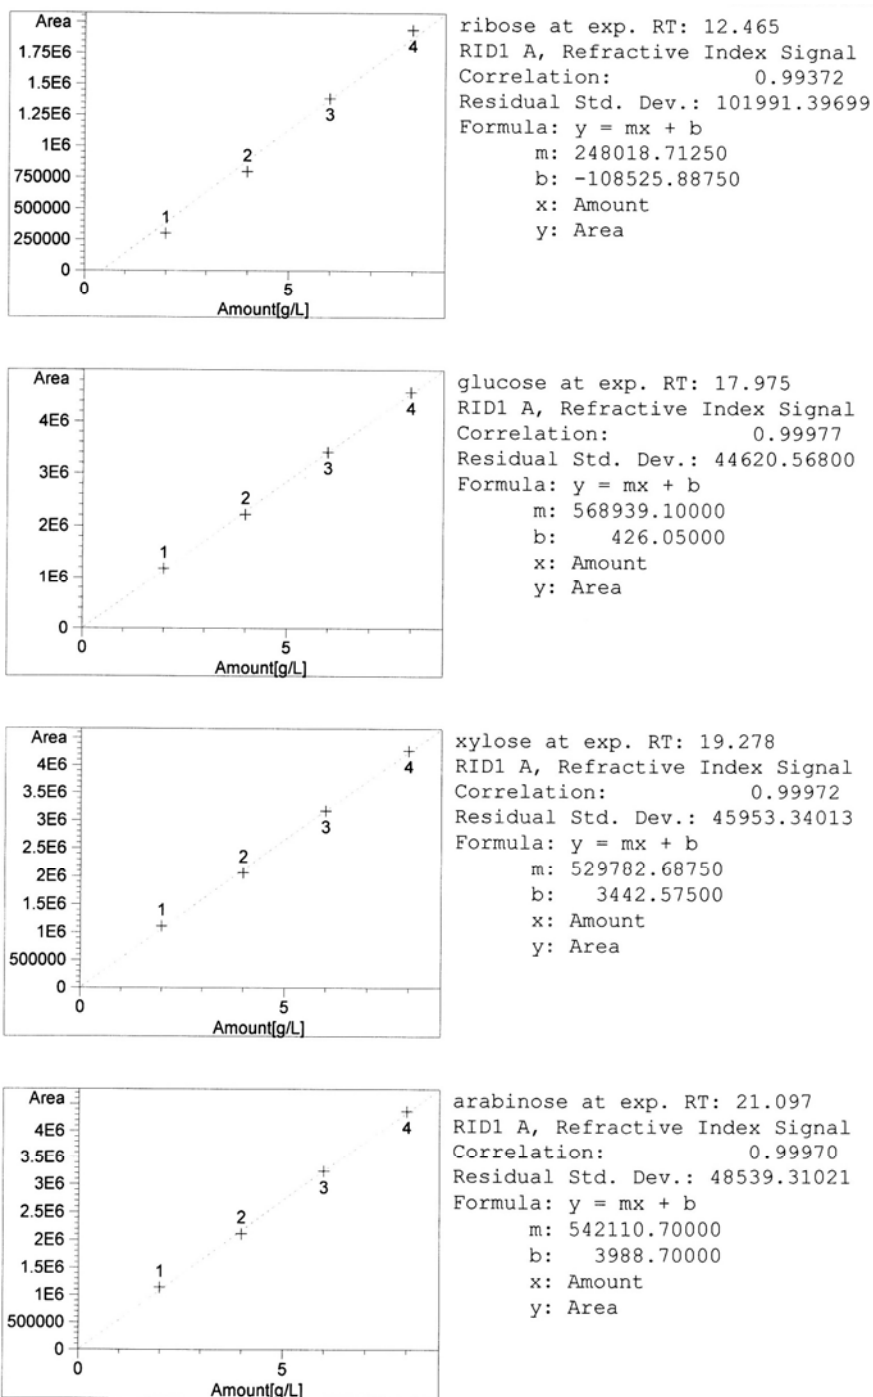 Area
1.75E6
1.5E6
1.25E6
1E6
750000
500000
250000
0
1
2
3
4
0
5
Amount[g/L]
ribose at exp. RT: 12.465
RID1 A, Refractive Index Signal
Correlation: 0.99372
Residual Std. Dev.: 101991.39699
Formula: y = mx + b
m: 248018.71250
b: -108525.88750
x: Amount
y: Area
Area
4E6
3E6
2E6
1E6
0
1
2
3
4
0
5
Amount[g/L]
glucose at exp. RT: 17.975
RID1 A, Refractive Index Signal
Correlation: 0.99977
Residual Std. Dev.: 44620.56800
Formula: y = mx + b
m: 568939.10000
b: 426.05000
x: Amount
y: Area
Area
4E6
3.5E6
3E6
2.5E6
2E6
1.5E6
1E6
500000
0
1
2
3
4
0
5
Amount[g/L]
xylose at exp. RT: 19.278
RID1 A, Refractive Index Signal
Correlation: 0.99972
Residual Std. Dev.: 45953.34013
Formula: y = mx + b
m: 529782.68750
b: 3442.57500
x: Amount
y: Area
Area
4E6
3.5E6
3E6
2.5E6
2E6
1.5E6
1E6
500000
0
1
2
3
4
0
5
Amount[g/L]
arabinose at exp. RT: 21.097
RID1 A, Refractive Index Signal
Correlation: 0.99970
Residual Std. Dev.: 48539.31021
Formula: y = mx + b
m: 542110.70000
b: 3988.70000
x: Amount
y: Area